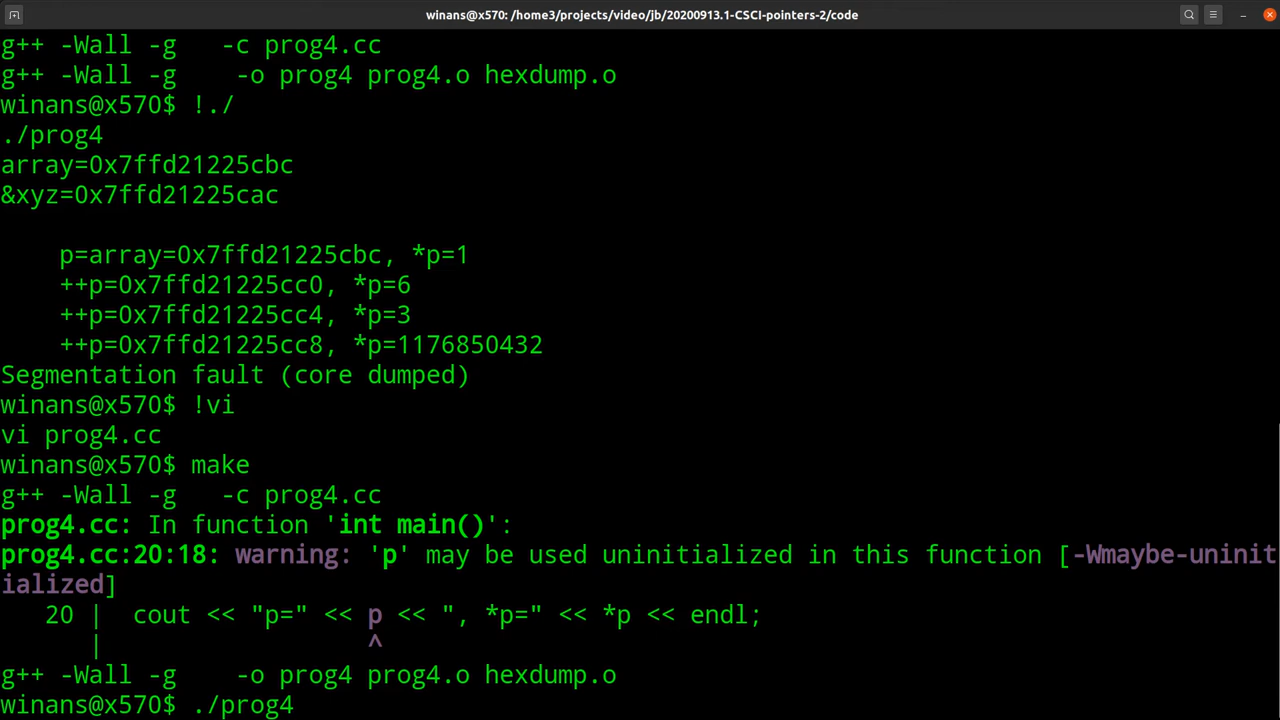 winans@x570: /home3/projects/video/jb/20200913.1-CSCI-pointers-2/code
g++ -Wall -g   -c prog4.cc
g++ -Wall -g    -o prog4 prog4.o hexdump.o
winans@x570$ !./
./prog4
array=0x7ffd21225cbc
&xyz=0x7ffd21225cac
    p=array=0x7ffd21225cbc, *p=1
    ++p=0x7ffd21225cc0, *p=6
    ++p=0x7ffd21225cc4, *p=3
    ++p=0x7ffd21225cc8, *p=1176850432
Segmentation fault (core dumped)
winans@x570$ !vi
vi prog4.cc
winans@x570$ make
g++ -Wall -g   -c prog4.cc
prog4.cc: In function 'int main()':
prog4.cc:20:18: warning: 'p' may be used uninitialized in this function [-Wmaybe-uninit
ialized]
   20 |  cout << "p=" << p << ", *p=" << *p << endl;
      |                  ^
g++ -Wall -g    -o prog4 prog4.o hexdump.o
winans@x570$ ./prog4